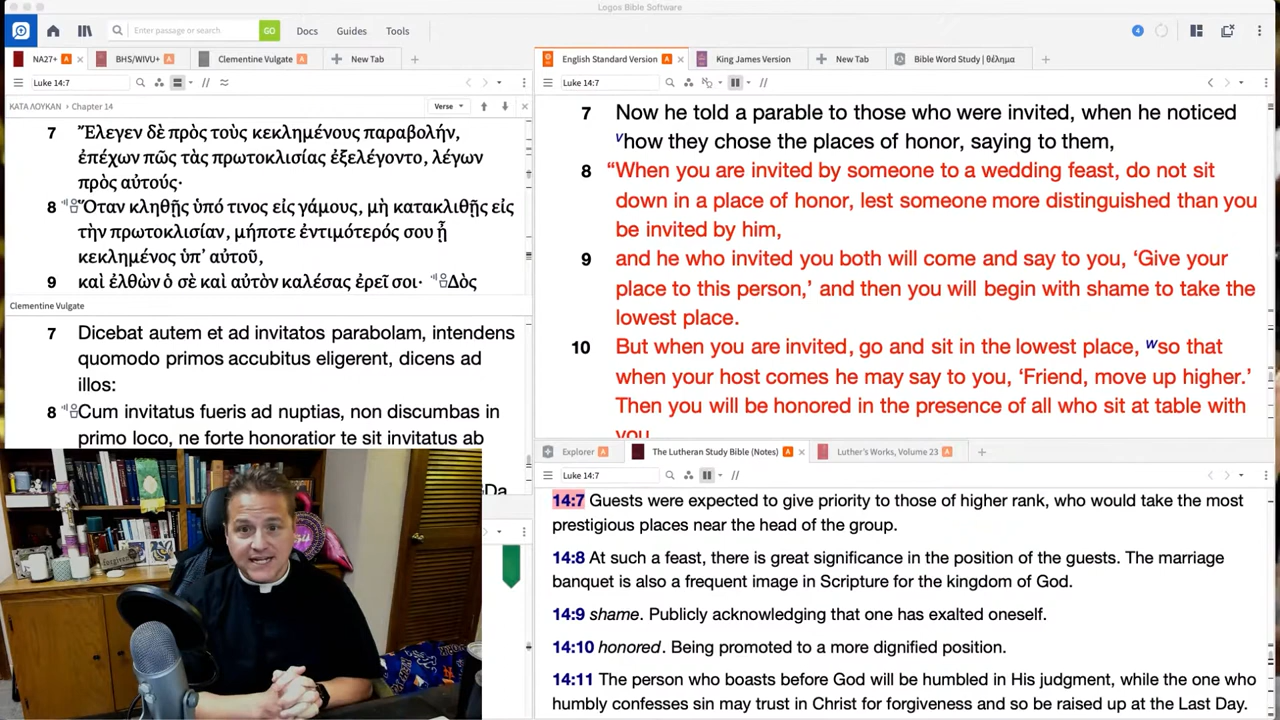 Logos Bible Software
Enter passage or search
GO
Docs
Guides
Tools
4
NA27+ A
BHS/WIVU+ A
Clementine Vulgate A
New Tab
Luke 14:7
ΚΑΤΑ ΛΟΥΚΑΝ › Chapter 14
Verse
7 Ἔλεγεν δὲ πρὸς τοὺς κεκλημένους παραβολήν,
ἐπέχων πῶς τὰς πρωτοκλισίας ἐξελέγοντο, λέγων
πρὸς αὐτούς·
8 Ὅταν κληθῇς ὑπό τινος εἰς γάμους, μὴ κατακλιθῇς εἰς
τὴν πρωτοκλισίαν, μήποτε ἐντιμότερός σου ᾖ
κεκλημένος ὑπ’ αὐτοῦ,
9 καὶ ἐλθὼν ὁ σὲ καὶ αὐτὸν καλέσας ἐρεῖ σοι· Δὸς
Clementine Vulgate
7 Dicebat autem et ad invitatos parabolam, intendens
quomodo primos accubitus eligerent, dicens ad
illos:
8 Cum invitatus fueris ad nuptias, non discumbas in
primo loco, ne forte honoratior te sit invitatus ab
English Standard Version A
King James Version
New Tab
Bible Word Study | θέλημα
Luke 14:7
7 Now he told a parable to those who were invited, when he noticed
v how they chose the places of honor, saying to them,
8 “When you are invited by someone to a wedding feast, do not sit
down in a place of honor, lest someone more distinguished than you
be invited by him,
9 and he who invited you both will come and say to you, ‘Give your
place to this person,’ and then you will begin with shame to take the
lowest place.
10 But when you are invited, go and sit in the lowest place, w so that
when your host comes he may say to you, ‘Friend, move up higher.’
Then you will be honored in the presence of all who sit at table with
you.
Explorer A
The Lutheran Study Bible (Notes) A
Luther's Works, Volume 23 A
Luke 14:7
14:7 Guests were expected to give priority to those of higher rank, who would take the most
prestigious places near the head of the group.
14:8 At such a feast, there is great significance in the position of the guests. The marriage
banquet is also a frequent image in Scripture for the kingdom of God.
14:9 shame. Publicly acknowledging that one has exalted oneself.
14:10 honored. Being promoted to a more dignified position.
14:11 The person who boasts before God will be humbled in His judgment, while the one who
humbly confesses sin may trust in Christ for forgiveness and so be raised up at the Last Day.